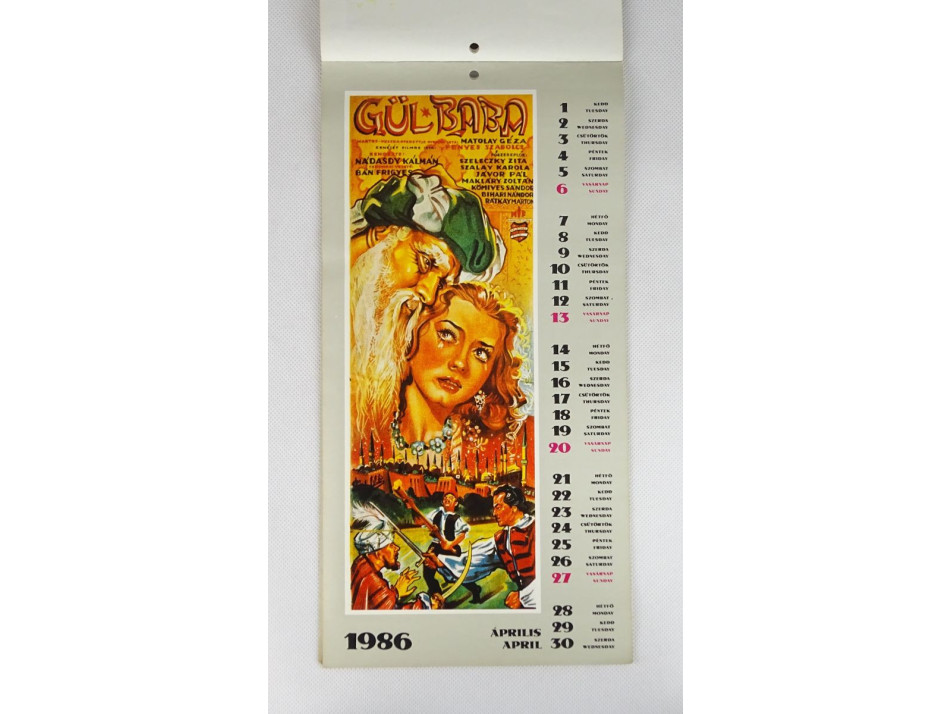 GÜL-BABA
MATOLAY GÉZA
FÉNYES SZABOLCS
NÁDASDY KÁLMÁN
BÁN FRIGYES
SZELECZKY ZITA
SZALAY KAROLA
JÁVOR PÁL
MAKLÁRY ZOLTÁN
KŐMIVES SÁNDOR
BIHARI NÁNDOR
RÁTKAY MÁRTON
1 KEDD
TUESDAY
2 SZERDA
WEDNESDAY
3 CSÜTÖRTÖK
THURSDAY
4 PÉNTEK
FRIDAY
5 SZOMBAT
SATURDAY
6 VASÁRNAP
SUNDAY
7 HÉTFŐ
MONDAY
8 KEDD
TUESDAY
9 SZERDA
WEDNESDAY
10 CSÜTÖRTÖK
THURSDAY
11 PÉNTEK
FRIDAY
12 SZOMBAT
SATURDAY
13 VASÁRNAP
SUNDAY
14 HÉTFŐ
MONDAY
15 KEDD
TUESDAY
16 SZERDA
WEDNESDAY
17 CSÜTÖRTÖK
THURSDAY
18 PÉNTEK
FRIDAY
19 SZOMBAT
SATURDAY
20 VASÁRNAP
SUNDAY
21 HÉTFŐ
MONDAY
22 KEDD
TUESDAY
23 SZERDA
WEDNESDAY
24 CSÜTÖRTÖK
THURSDAY
25 PÉNTEK
FRIDAY
26 SZOMBAT
SATURDAY
27 VASÁRNAP
SUNDAY
28 HÉTFŐ
MONDAY
29 KEDD
TUESDAY
30 SZERDA
WEDNESDAY
1986
ÁPRILIS
APRIL